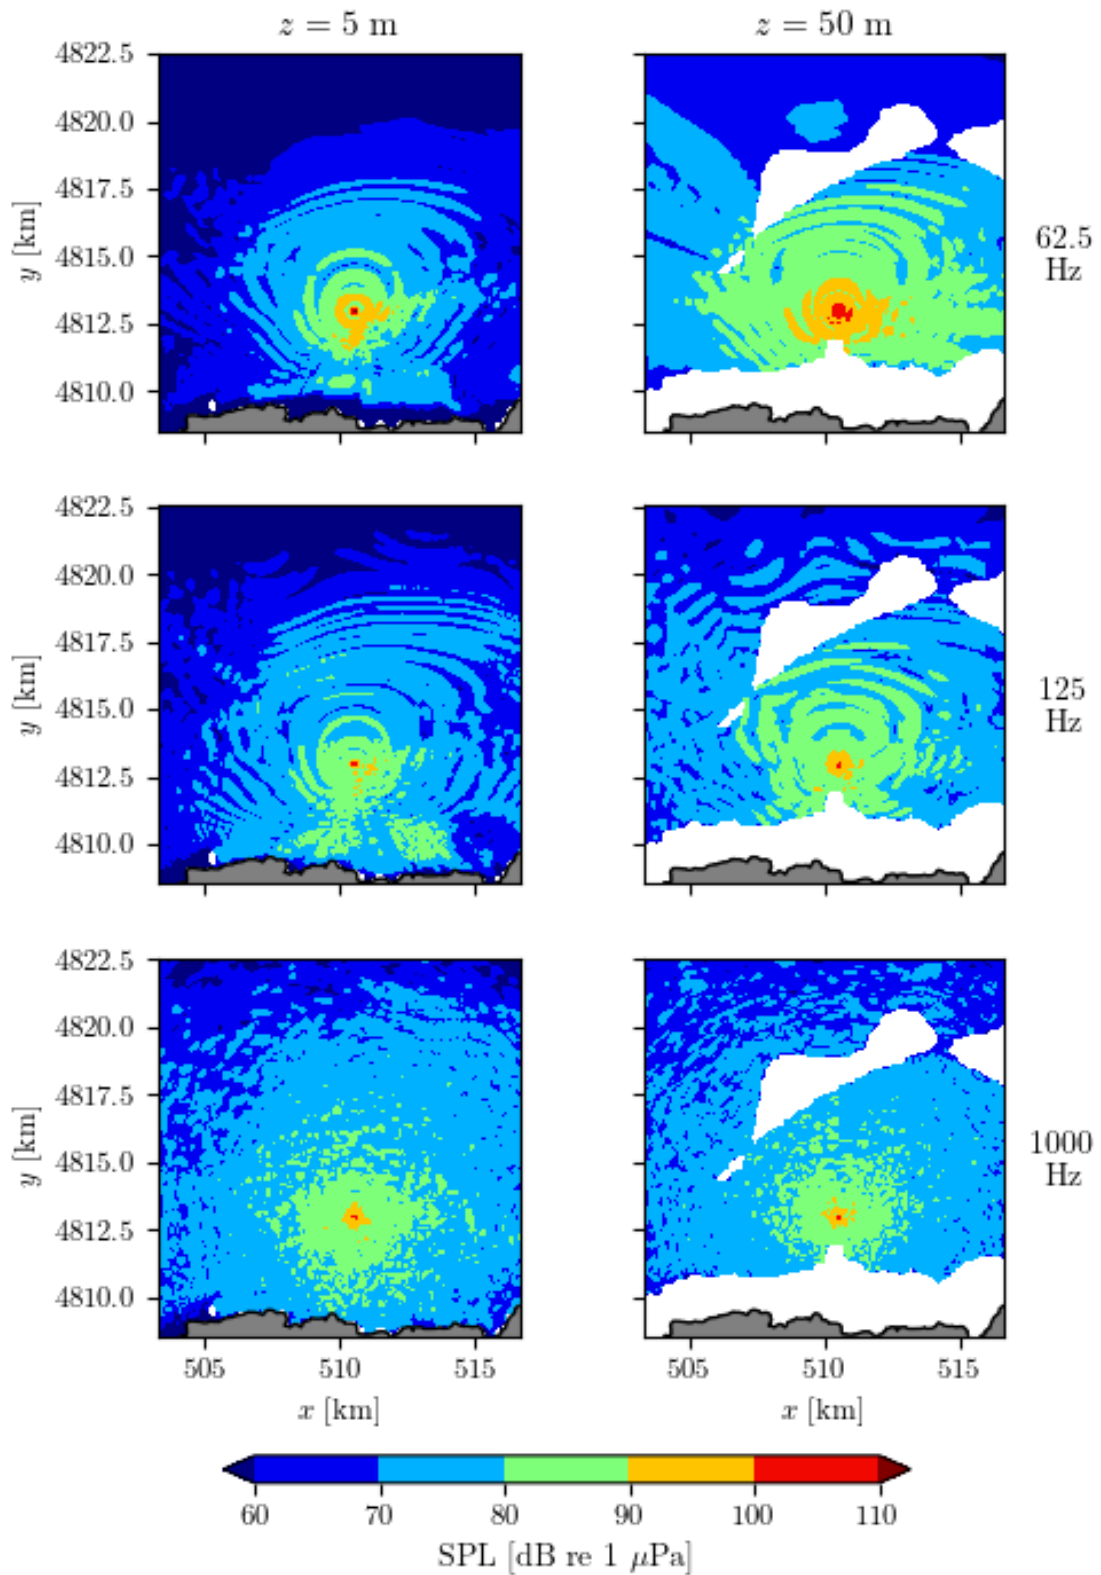 z = 5 m
z = 50 m
4822.5
4820.0
4817.5
4815.0
4812.5
4810.0
y [km]
62.5
Hz
4822.5
4820.0
4817.5
4815.0
4812.5
4810.0
y [km]
125
Hz
4822.5
4820.0
4817.5
4815.0
4812.5
4810.0
y [km]
1000
Hz
505 510 515
x [km]
505 510 515
x [km]
60 70 80 90 100 110
SPL [dB re 1 μPa]